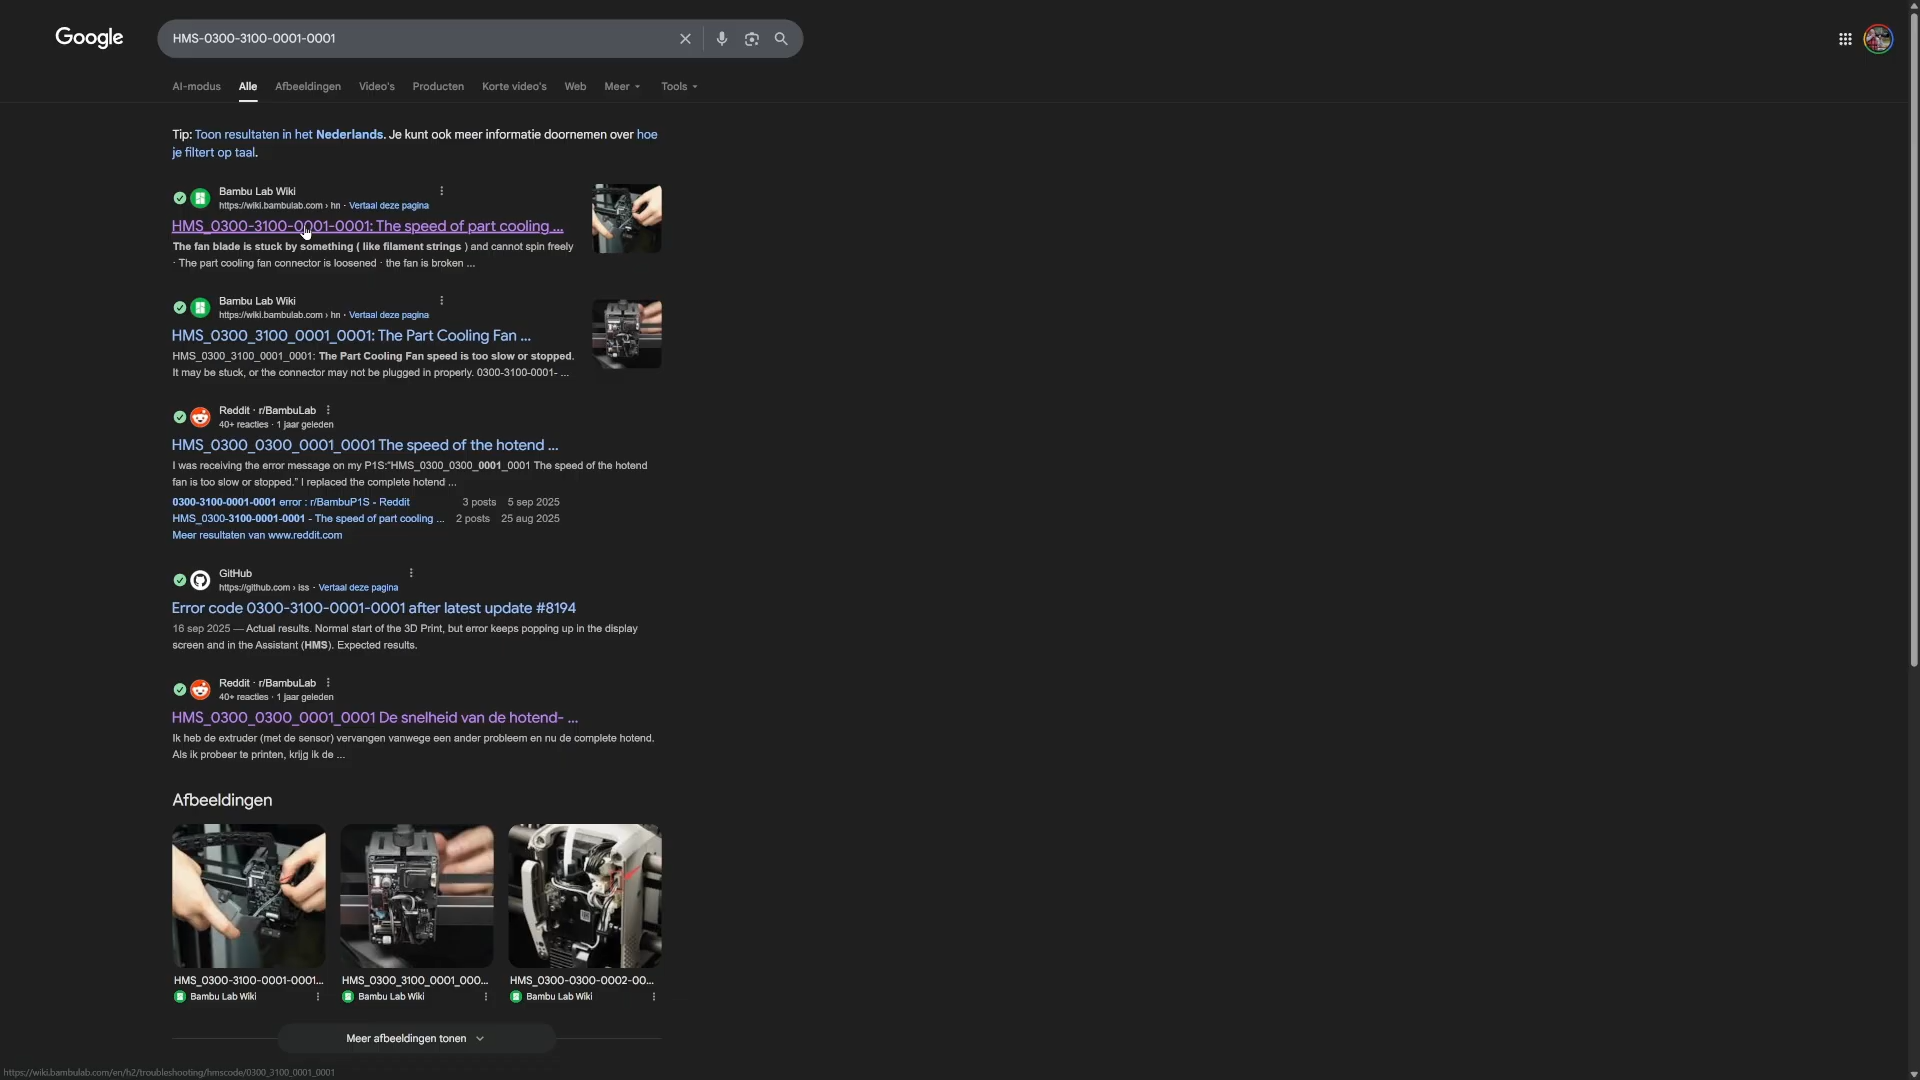 Google
HMS-0300-3100-0001-0001
AI-modus Alle Afbeeldingen Video's Producten Korte video's Web Meer Tools
Tip: Toon resultaten in het Nederlands. Je kunt ook meer informatie doornemen over hoe
je filtert op taal.
Bambu Lab Wiki
https://wiki.bambulab.com › hn · Vertaal deze pagina
HMS_0300-3100-0001-0001: The speed of part cooling ...
The fan blade is stuck by something ( like filament strings ) and cannot spin freely
· The part cooling fan connector is loosened · the fan is broken ...
Bambu Lab Wiki
https://wiki.bambulab.com › hn · Vertaal deze pagina
HMS_0300_3100_0001_0001: The Part Cooling Fan ...
HMS_0300_3100_0001_0001: The Part Cooling Fan speed is too slow or stopped.
It may be stuck, or the connector may not be plugged in properly. 0300-3100-0001- ...
Reddit · r/BambuLab
40+ reacties · 1 jaar geleden
HMS_0300_0300_0001_0001 The speed of the hotend ...
I was receiving the error message on my P1S:"HMS_0300_0300_0001_0001 The speed of the hotend
fan is too slow or stopped." I replaced the complete hotend ...
0300-3100-0001-0001 error : r/BambuP1S - Reddit 3 posts 5 sep 2025
HMS_0300-3100-0001-0001 - The speed of part cooling ... 2 posts 25 aug 2025
Meer resultaten van www.reddit.com
GitHub
https://github.com › iss · Vertaal deze pagina
Error code 0300-3100-0001-0001 after latest update #8194
16 sep 2025 — Actual results. Normal start of the 3D Print, but error keeps popping up in the display
screen and in the Assistant (HMS). Expected results.
Reddit · r/BambuLab
40+ reacties · 1 jaar geleden
HMS_0300_0300_0001_0001 De snelheid van de hotend- ...
Ik heb de extruder (met de sensor) vervangen vanwege een ander probleem en nu de complete hotend.
Als ik probeer te printen, krijg ik de ...
Afbeeldingen
HMS_0300-3100-0001-0001... HMS_0300_3100_0001_000... HMS_0300-0300-0002-00...
Bambu Lab Wiki Bambu Lab Wiki Bambu Lab Wiki
Meer afbeeldingen tonen
https://wiki.bambulab.com/en/h2/troubleshooting/hmscode/0300_3100_0001_0001